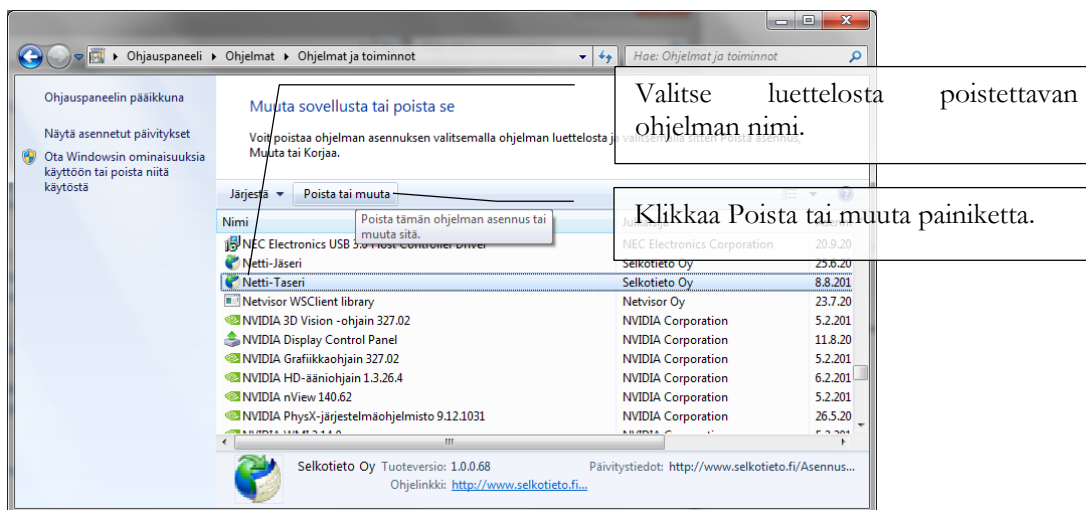 Ohjauspaneeli Ohjelmat Ohjelmat ja toiminnot Hae: Ohjelmat ja toiminnot
Ohjauspaneelin pääikkuna
Näytä asennetut päivitykset
Ota Windowsin ominaisuuksia
käyttöön tai poista niitä
käytöstä
Muuta sovellusta tai poista se
Voit poistaa ohjelman asennuksen valitsemalla ohjelman luettelosta ja valitsemalla sitten Poista asennus,
Muuta tai Korjaa.
Valitse luettelosta poistettavan
ohjelman nimi.
Järjestä Poista tai muuta
Klikkaa Poista tai muuta painiketta.
Poista tämän ohjelman asennus tai
muuta sitä.
Nimi
NEC Electronics USB 3.0 Host Controller Driver NEC Electronics Corporation 20.9.20
Netti-Jäseri Selkotieto Oy 25.6.20
Netti-Taseri Selkotieto Oy 8.8.201
Netvisor WSClient library Netvisor Oy 23.7.20
NVIDIA 3D Vision -ohjain 327.02 NVIDIA Corporation 5.2.201
NVIDIA Display Control Panel NVIDIA Corporation 11.8.20
NVIDIA Grafiikkaohjain 327.02 NVIDIA Corporation 5.2.201
NVIDIA HD-ääniohjain 1.3.26.4 NVIDIA Corporation 6.2.201
NVIDIA nView 140.62 NVIDIA Corporation 5.2.201
NVIDIA PhysX-järjestelmäohjelmisto 9.12.1031 NVIDIA Corporation 26.5.20
Selkotieto Oy Tuoteversio: 1.0.0.68 Päivitystiedot: http://www.selkotieto.fi/Asennus...
Ohjelinkki: http://www.selkotieto.fi...